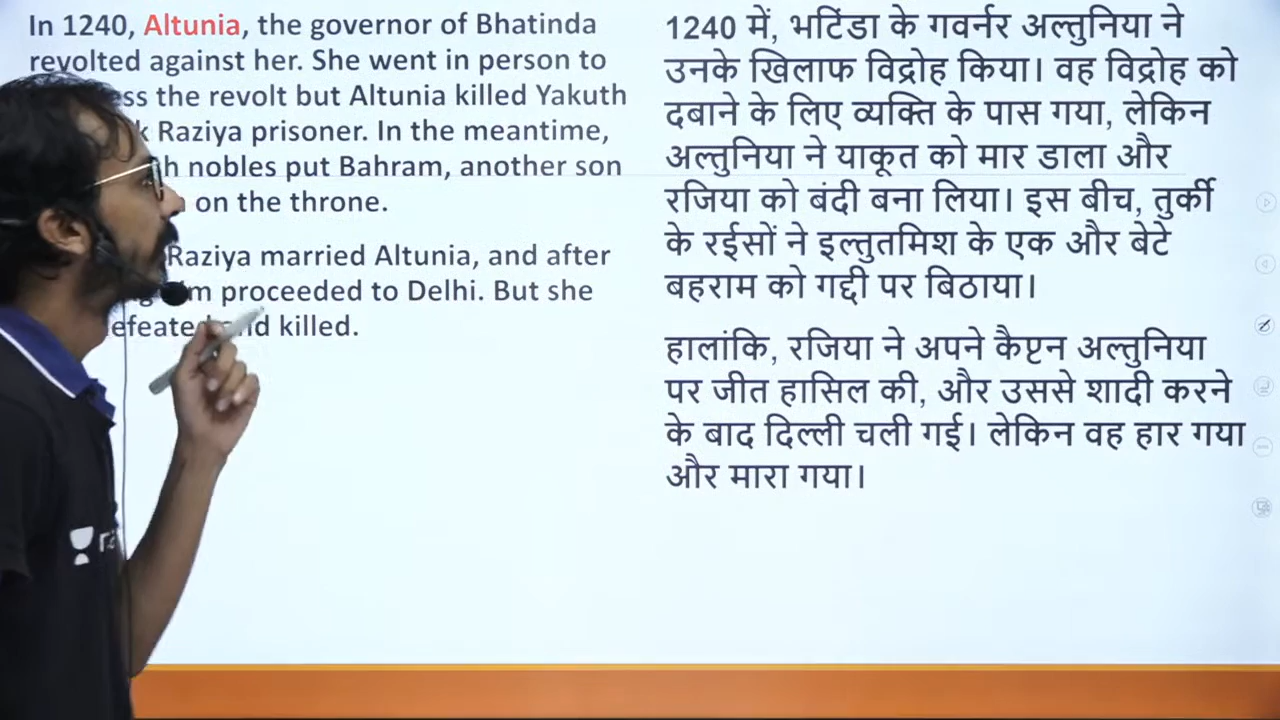 In 1240, Altunia, the governor of Bhatinda
revolted against her. She went in person to
the revolt but Altunia killed Yakuth
Raziya prisoner. In the meantime,
nobles put Bahram, another son
on the throne.
Raziya married Altunia, and after
proceeded to Delhi. But she
killed.
1240 में, भटिंडा के गवर्नर अल्तुनिया ने
उनके खिलाफ विद्रोह किया। वह विद्रोह को
दबाने के लिए व्यक्ति के पास गया, लेकिन
अल्तुनिया ने याकूत को मार डाला और
रजिया को बंदी बना लिया। इस बीच, तुर्की
के रईसों ने इल्तुतमिश के एक और बेटे
बहराम को गद्दी पर बिठाया।
हालांकि, रजिया ने अपने कैप्टन अल्तुनिया
पर जीत हासिल की, और उससे शादी करने
के बाद दिल्ली चली गई। लेकिन वह हार गया
और मारा गया।